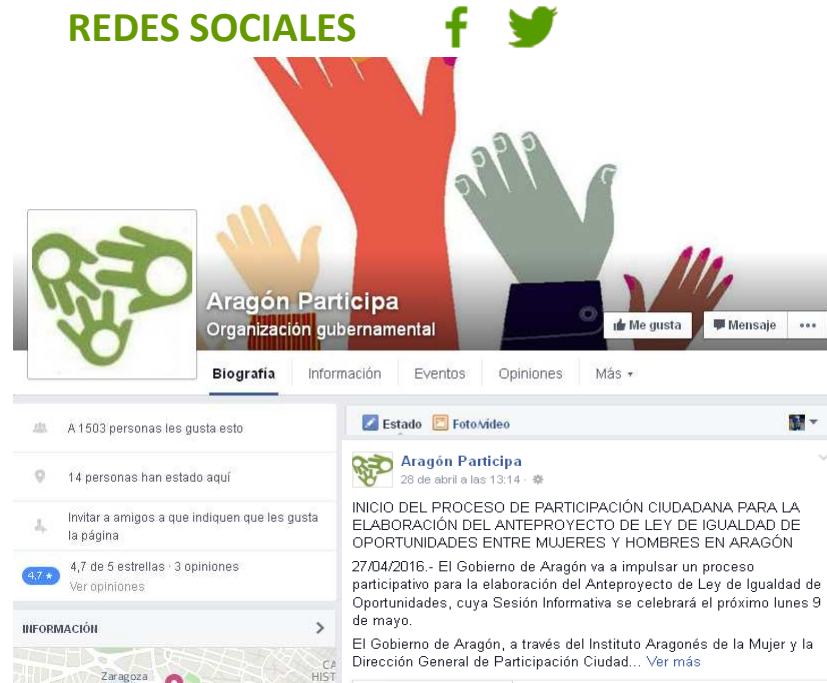 REDES SOCIALES
Aragón Participa
Organización gubernamental
Me gusta
Mensaje
Biografía
Información
Eventos
Opiniones
Más
A 1503 personas les gusta esto
14 personas han estado aquí
Invitar a amigos a que indiquen que les gusta
la página
4,7
4,7 de 5 estrellas · 3 opiniones
Ver opiniones
INFORMACIÓN
Zaragoza
CA
HIST
Estado
Foto/vídeo
Aragón Participa
28 de abril a las 13:14 ·
INICIO DEL PROCESO DE PARTICIPACIÓN CIUDADANA PARA LA
ELABORACIÓN DEL ANTEPROYECTO DE LEY DE IGUALDAD DE
OPORTUNIDADES ENTRE MUJERES Y HOMBRES EN ARAGÓN
27/04/2016.- El Gobierno de Aragón va a impulsar un proceso
participativo para la elaboración del Anteproyecto de Ley de Igualdad de
Oportunidades, cuya Sesión Informativa se celebrará el próximo lunes 9
de mayo.
El Gobierno de Aragón, a través del Instituto Aragonés de la Mujer y la
Dirección General de Participación Ciudad... Ver más